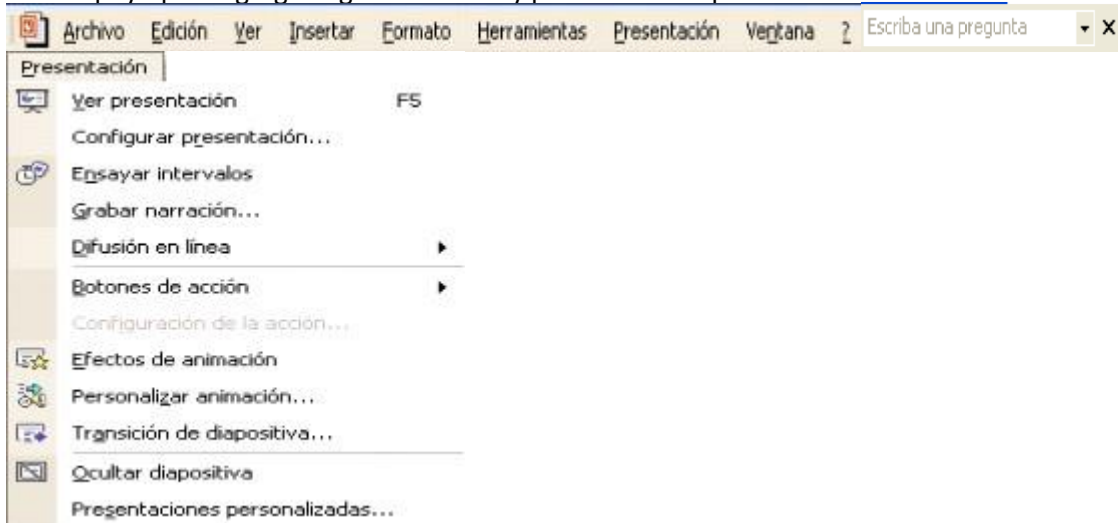 Archivo Edición Ver Insertar Formato Herramientas Presentación Ventana ? Escriba una pregunta X
Presentación
Ver presentación F5
Configurar presentación...
Ensayar intervalos
Grabar narración...
Difusión en línea
Botones de acción
Configuración de la acción...
Efectos de animación
Personalizar animación...
Transición de diapositiva...
Ocultar diapositiva
Presentaciones personalizadas...